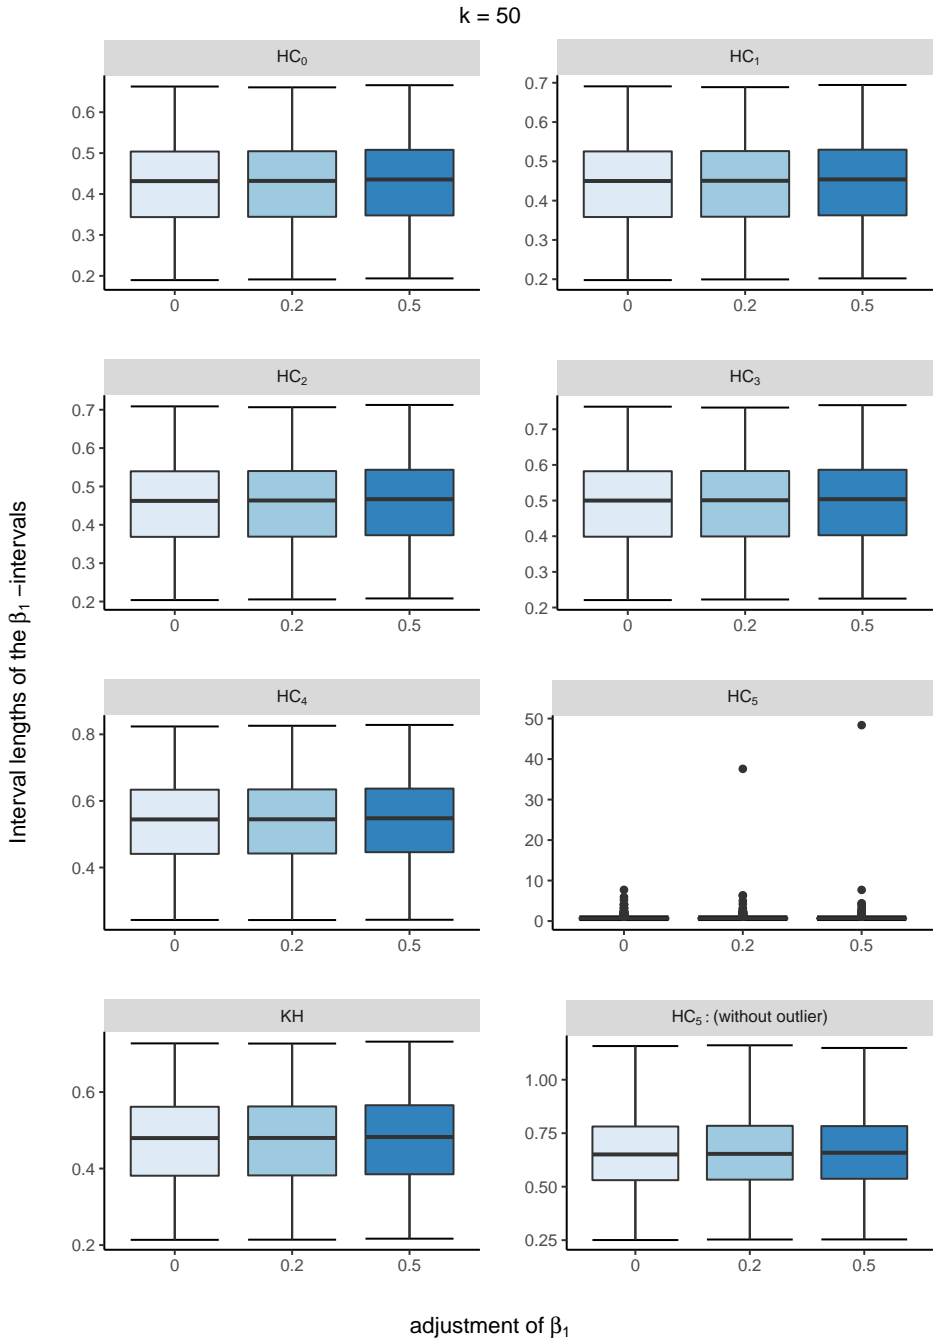 k = 50
HC₀
0.6
0.5
0.4
0.3
0.2
0 0.2 0.5
HC₁
0.7
0.6
0.5
0.4
0.3
0.2
0 0.2 0.5
HC₂
0.7
0.6
0.5
0.4
0.3
0.2
0 0.2 0.5
HC₃
0.7
0.6
0.5
0.4
0.3
0.2
0 0.2 0.5
Interval lengths of the β₁ −intervals
HC₄
0.8
0.6
0.4
0 0.2 0.5
HC₅
50
40
30
20
10
0
0 0.2 0.5
KH
0.6
0.4
0.2
0 0.2 0.5
HC₅ : (without outlier)
1.00
0.75
0.50
0.25
0 0.2 0.5
adjustment of β₁